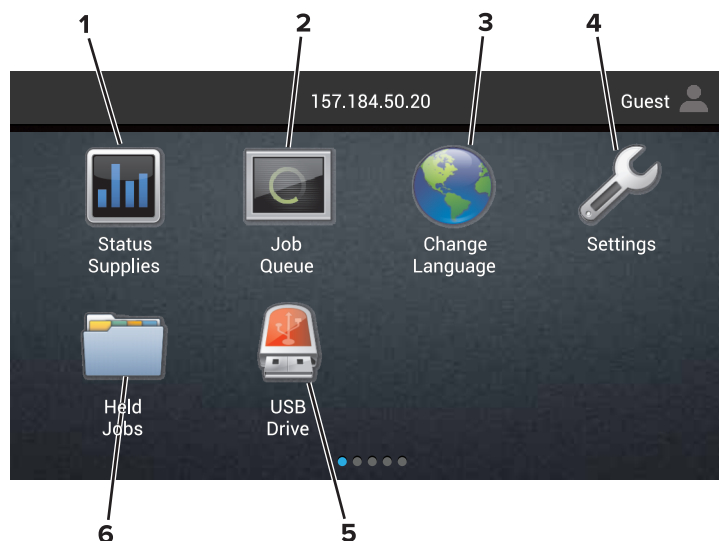 1 2 3 4
157.184.50.20 Guest
Status Job Change Settings
Supplies Queue Language
Held USB
Jobs Drive
6 5